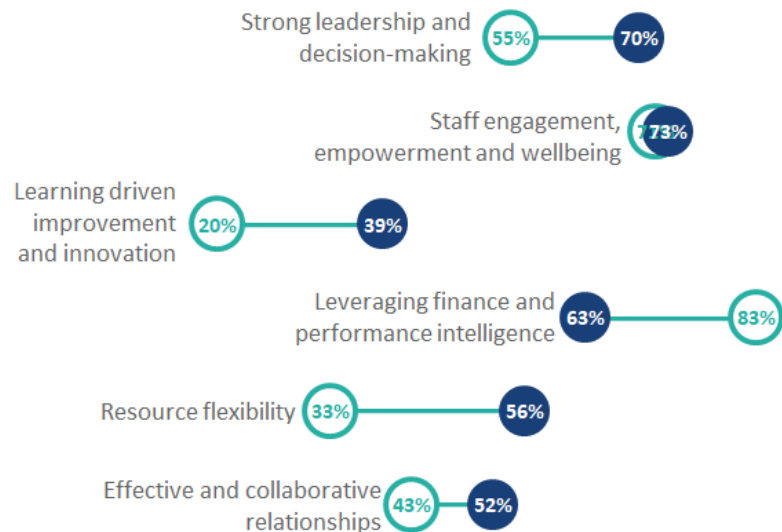 Strong leadership and
decision-making
55%
70%
Staff engagement,
empowerment and wellbeing
73%
Learning driven
improvement
and innovation
20%
39%
Leveraging finance and
performance intelligence
63%
83%
Resource flexibility
33%
56%
Effective and collaborative
relationships
43%
52%